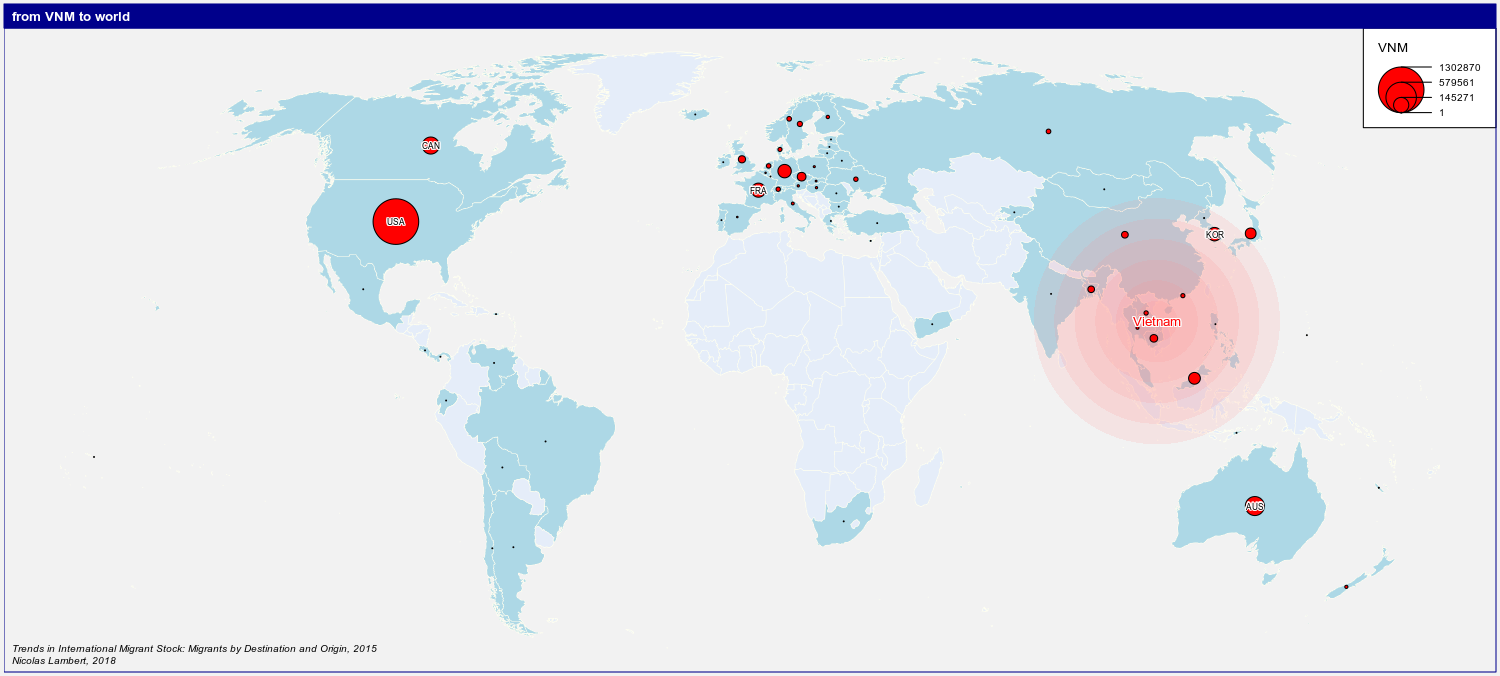 from VNM to world
VNM
1302870
579561
145271
1
CAN
FRA
USA
KOR
Vietnam
AUS
Trends in International Migrant Stock: Migrants by Destination and Origin, 2015
Nicolas Lambert, 2018